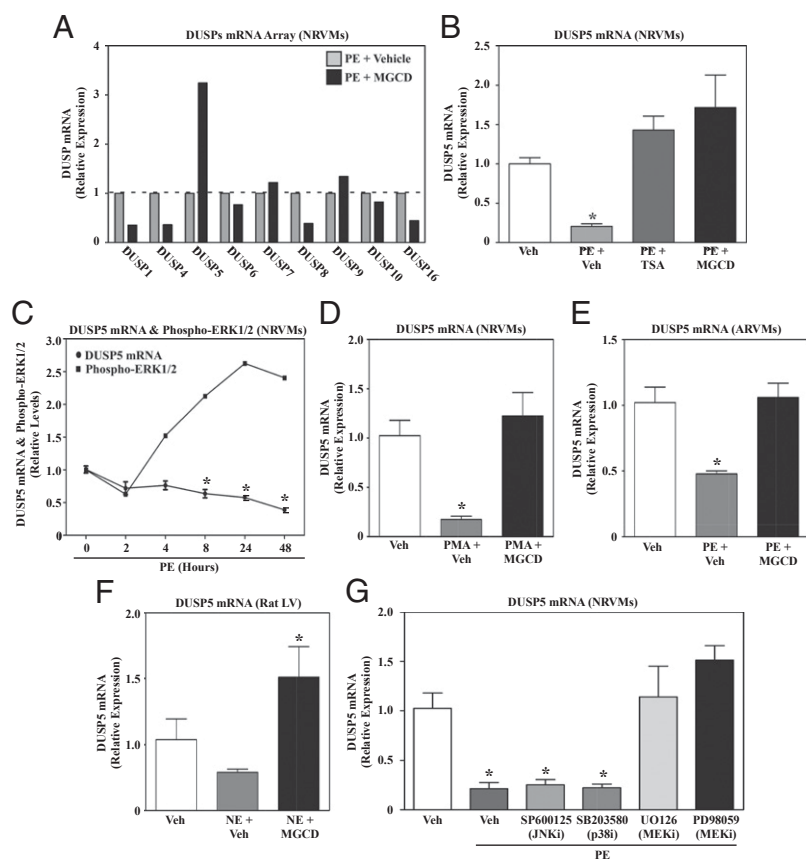 A
DUSPs mRNA Array (NRVMs)
DUSP mRNA
(Relative Expression)
4
3
2
1
0
PE + Vehicle
PE + MGCD
DUSP1
DUSP4
DUSP5
DUSP6
DUSP7
DUSP8
DUSP9
DUSP10
DUSP16
B
DUSP5 mRNA (NRVMs)
DUSP5 mRNA
(Relative Expression)
2.5
2.0
1.5
1.0
0.5
0
*
Veh
PE +
Veh
PE +
TSA
PE +
MGCD
C
DUSP5 mRNA & Phospho-ERK1/2 (NRVMs)
DUSP5 mRNA & Phospho-ERK1/2
(Relative Levels)
3.0
2.5
2.0
1.5
1.0
0.5
0
DUSP5 mRNA
Phospho-ERK1/2
* * *
0 2 4 8 24 48
PE (Hours)
D
DUSP5 mRNA (NRVMs)
DUSP5 mRNA
(Relative Expression)
2.0
1.5
1.0
0.5
0
*
Veh
PMA +
Veh
PMA +
MGCD
E
DUSP5 mRNA (ARVMs)
DUSP5 mRNA
(Relative Expression)
1.5
1.0
0.5
0
*
Veh
PE +
Veh
PE +
MGCD
F
DUSP5 mRNA (Rat LV)
DUSP5 mRNA
(Relative Expression)
2.0
1.5
1.0
0
*
Veh
NE +
Veh
NE +
MGCD
G
DUSP5 mRNA (NRVMs)
DUSP5 mRNA
(Relative Expression)
2.0
1.5
1.0
0.5
0
* * *
Veh
Veh
SP600125
(JNKi)
SB203580
(p38i)
UO126
(MEKi)
PD98059
(MEKi)
PE